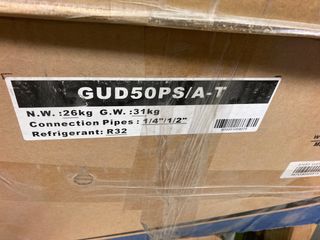 GUD50PS/A-T
N.W.:26kg G.W.:31kg
Connection Pipes: 1/4"/1/2"
Refrigerant: R32